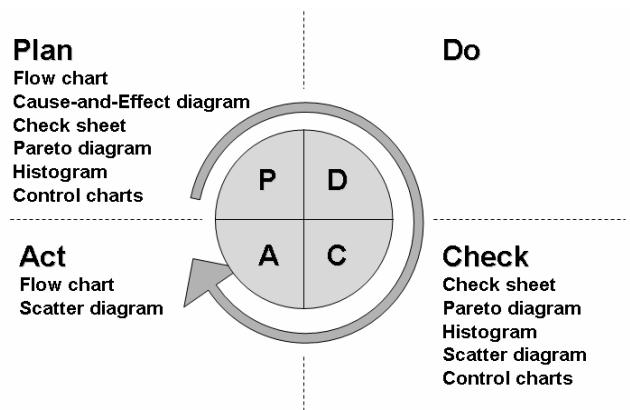 Plan
Flow chart
Cause-and-Effect diagram
Check sheet
Pareto diagram
Histogram
Control charts
Do
P
D
A
C
Act
Flow chart
Scatter diagram
Check
Check sheet
Pareto diagram
Histogram
Scatter diagram
Control charts